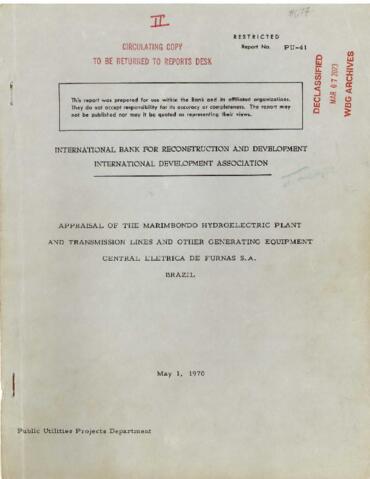 II
RESTRICTED
CIRCULATING COPY
Report No. PU-41
TO BE RETURNED TO REPORTS DESK
DECLASSIFIED
MAR 07 2023
WBG ARCHIVES
This report was prepared for use within the Bank and its affiliated organizations.
They do not accept responsibility for its accuracy or completeness. The report may
not be published nor may it be quoted as representing their views.
INTERNATIONAL BANK FOR RECONSTRUCTION AND DEVELOPMENT
INTERNATIONAL DEVELOPMENT ASSOCIATION
APPRAISAL OF THE MARIMBONDO HYDROELECTRIC PLANT
AND TRANSMISSION LINES AND OTHER GENERATING EQUIPMENT
CENTRAL ELETRICA DE FURNAS S.A.
BRAZIL
May 1, 1970
Public Utilities Projects Department